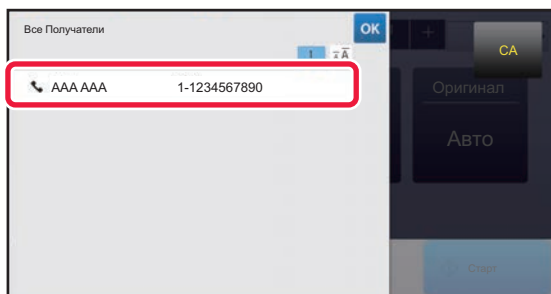 Все Получатели
OK
CA
1
AAA AAA 1-1234567890
Оригинал
Авто
Старт